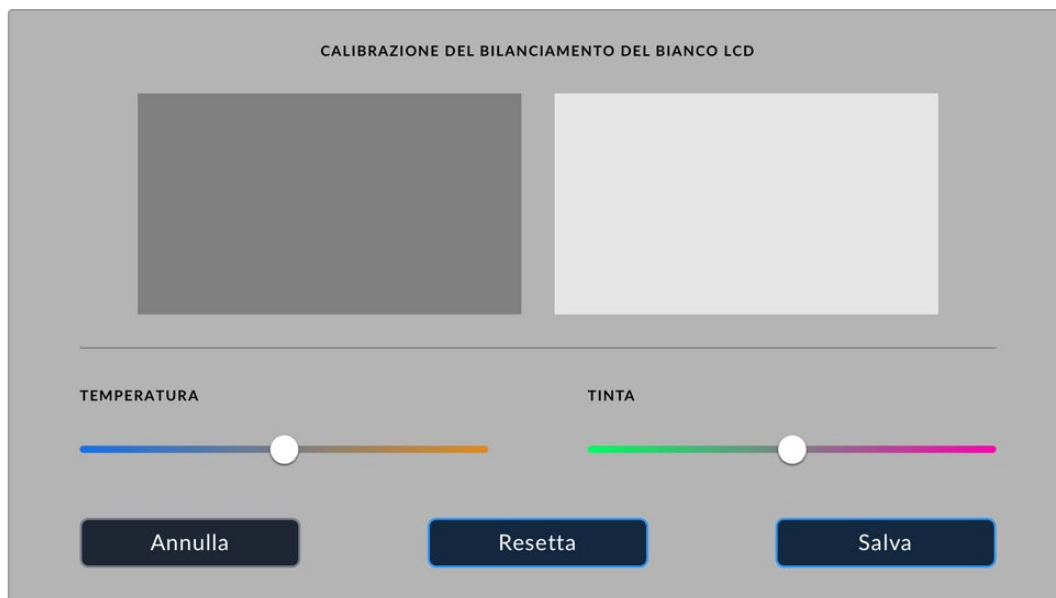 CALIBRAZIONE DEL BILANCIAMENTO DEL BIANCO LCD
TEMPERATURA
TINTA
Annulla
Resetta
Salva